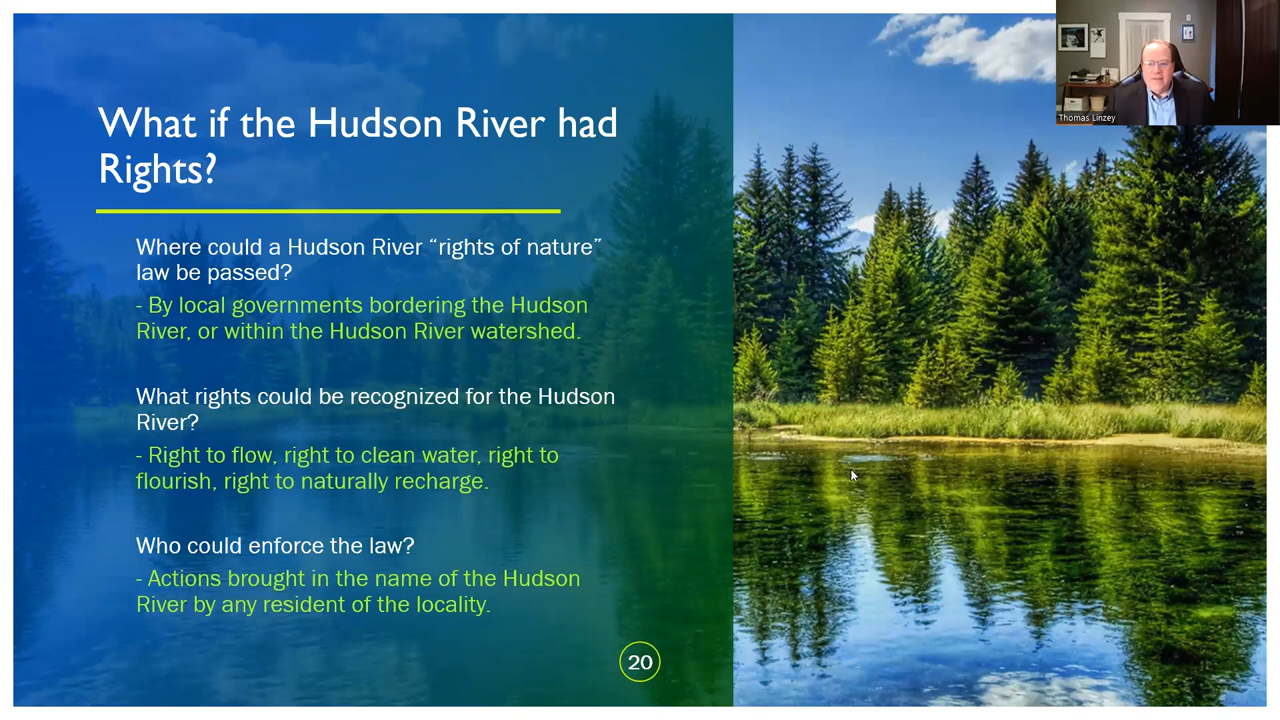 What if the Hudson River had
Rights?
Where could a Hudson River “rights of nature”
law be passed?
- By local governments bordering the Hudson
River, or within the Hudson River watershed.
What rights could be recognized for the Hudson
River?
- Right to flow, right to clean water, right to
flourish, right to naturally recharge.
Who could enforce the law?
- Actions brought in the name of the Hudson
River by any resident of the locality.
20
Thomas Linzey